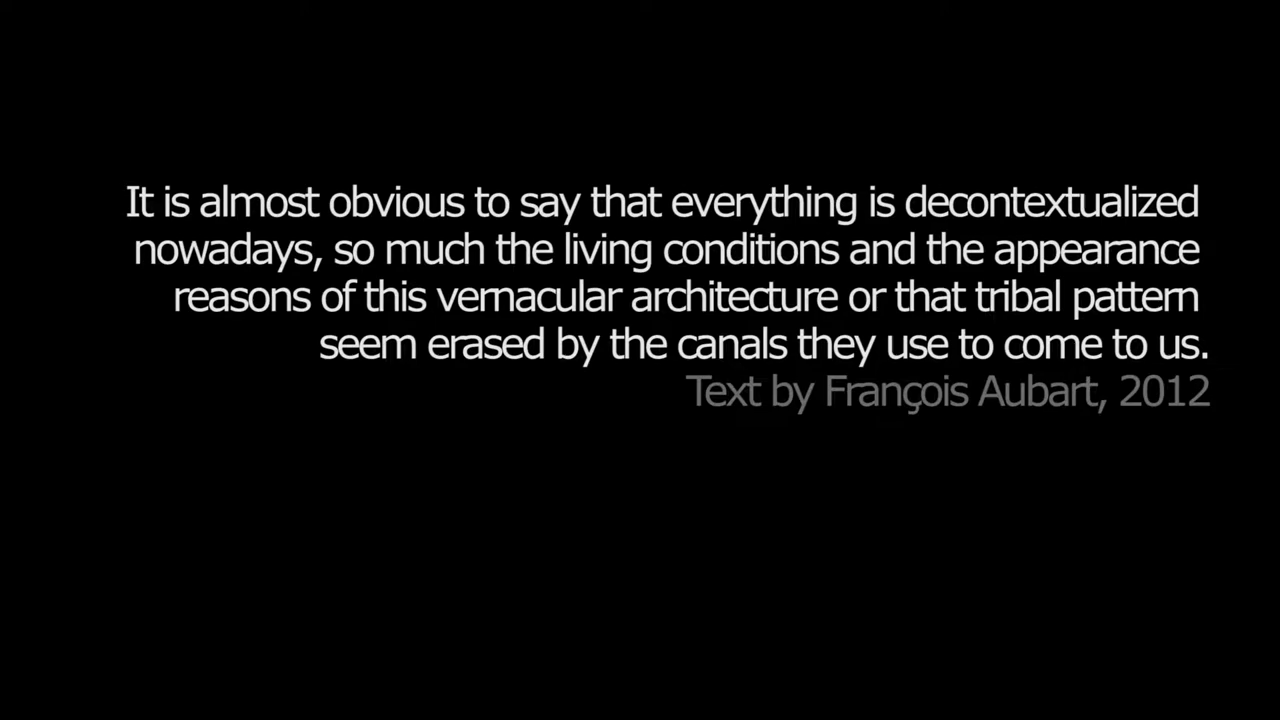 It is almost obvious to say that everything is decontextualized
nowadays, so much the living conditions and the appearance
reasons of this vernacular architecture or that tribal pattern
seem erased by the canals they use to come to us.
Text by François Aubart, 2012